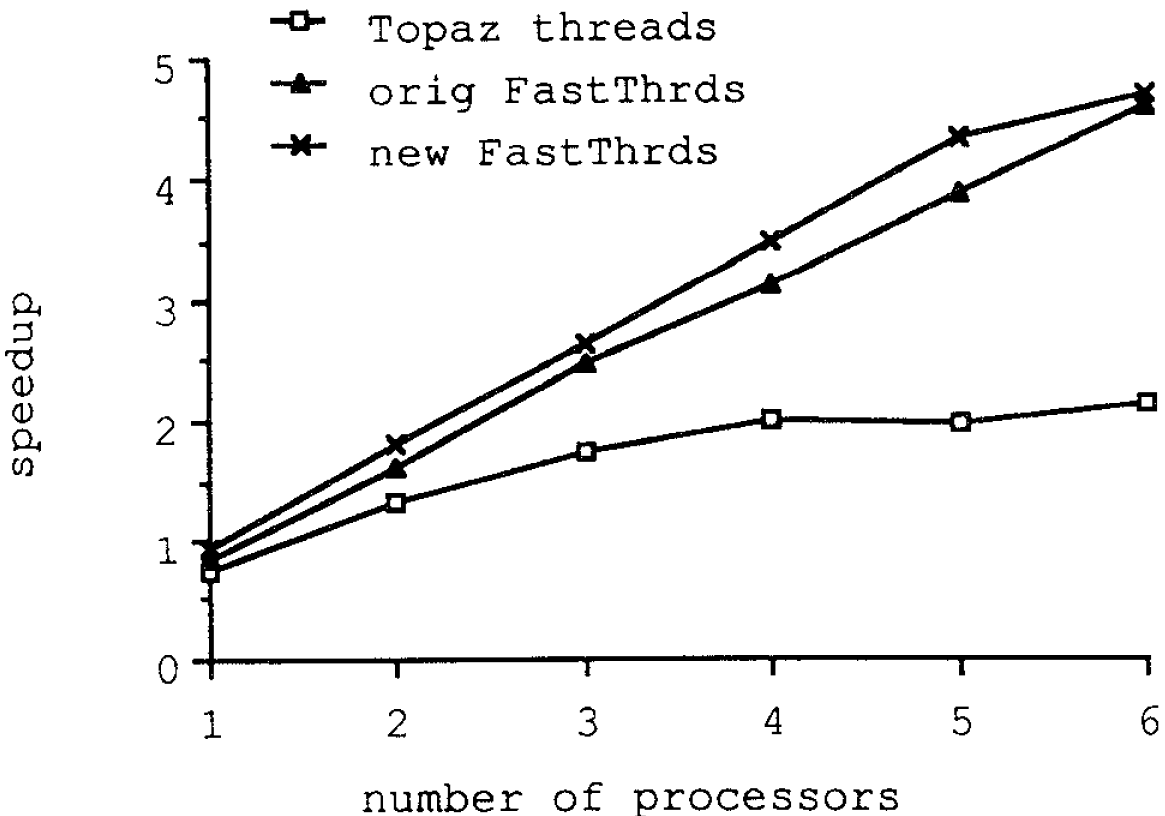 Topaz threads
orig FastThrds
new FastThrds
5
4
3
2
1
0
speedup
1 2 3 4 5 6
number of processors